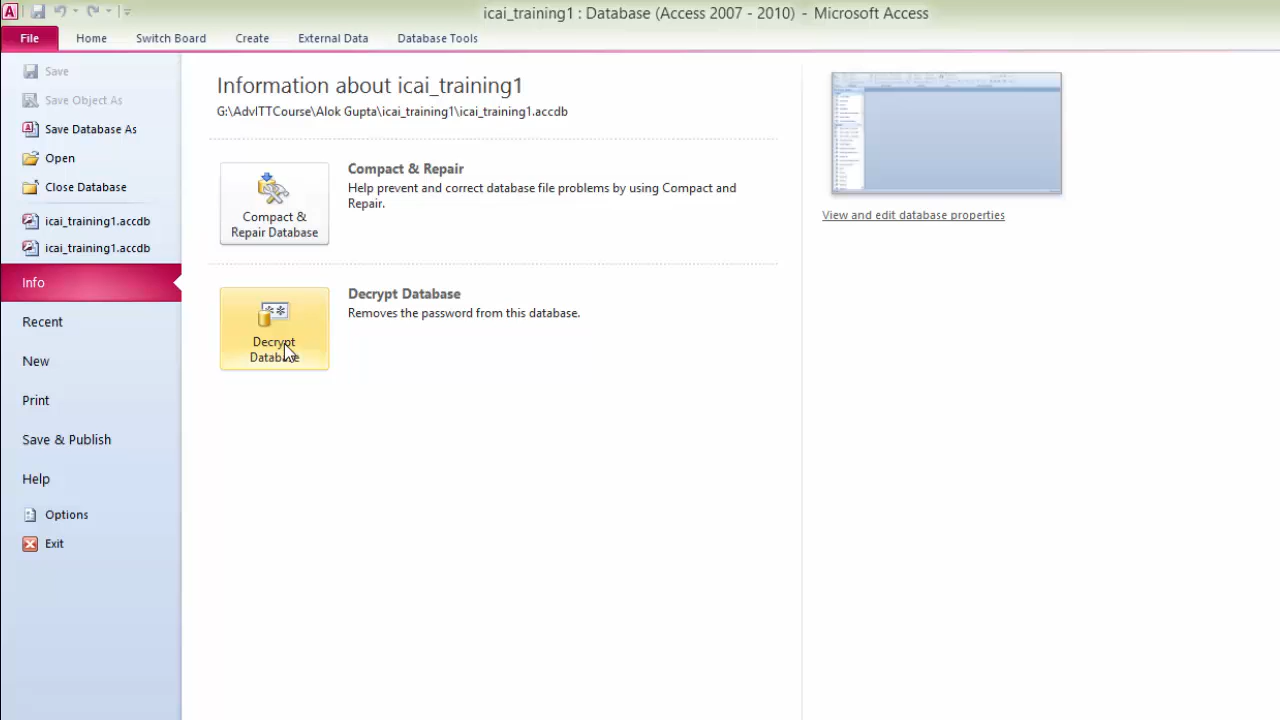 icai_training1 : Database (Access 2007 - 2010) - Microsoft Access
File Home Switch Board Create External Data Database Tools
Save
Save Object As
Save Database As
Open
Close Database
icai_training1.accdb
icai_training1.accdb
Info
Recent
New
Print
Save & Publish
Help
Options
Exit
Information about icai_training1
G:\AdvITTCourse\Alok Gupta\icai_training1\icai_training1.accdb
Compact &
Repair Database
Compact & Repair
Help prevent and correct database file problems by using Compact and
Repair.
Decrypt
Database
Decrypt Database
Removes the password from this database.
View and edit database properties